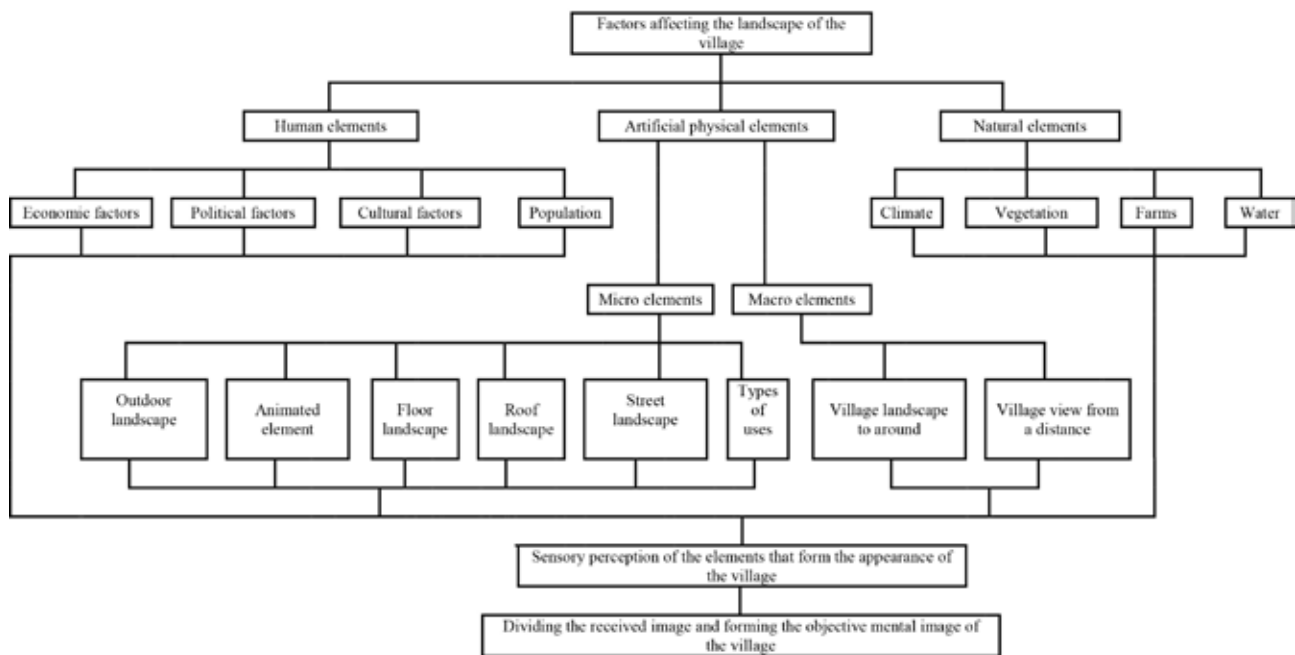 Factors affecting the landscape of the
village
Human elements
Artificial physical elements
Natural elements
Economic factors
Political factors
Cultural factors
Population
Climate
Vegetation
Farms
Water
Micro elements
Macro elements
Outdoor
landscape
Animated
element
Floor
landscape
Roof
landscape
Street
landscape
Types
of
uses
Village landscape
to around
Village view from
a distance
Sensory perception of the elements that form the appearance of
the village
Dividing the received image and forming the objective mental image of
the village